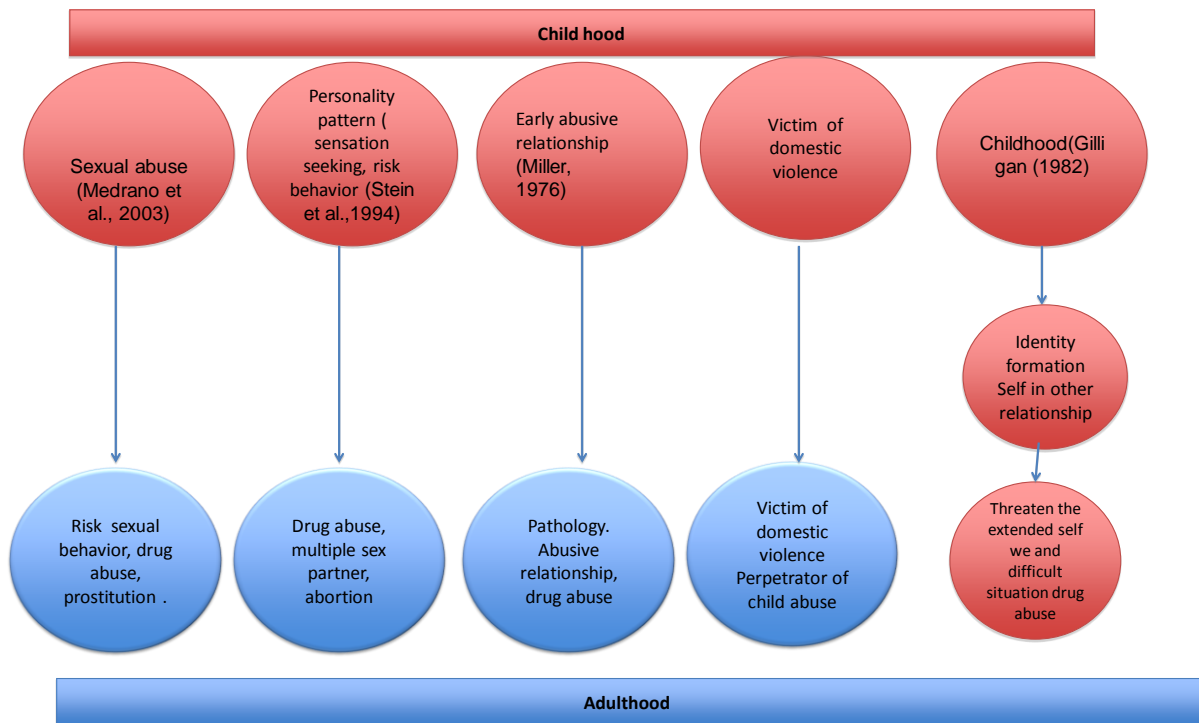 Child hood
Sexual abuse
(Medrano et
al., 2003)
Personality
pattern (
sensation
seeking, risk
behavior (Stein
et al.,1994)
Early abusive
relationship
(Miller,
1976)
Victim of
domestic
violence
Childhood(Gilli
gan (1982)
Identity
formation
Self in other
relationship
Risk sexual
behavior, drug
abuse,
prostitution .
Drug abuse,
multiple sex
partner,
abortion
Pathology.
Abusive
relationship,
drug abuse
Victim of
domestic
violence
Perpetrator of
child abuse
Threaten the
extended self
we and
difficult
situation drug
abuse
Adulthood